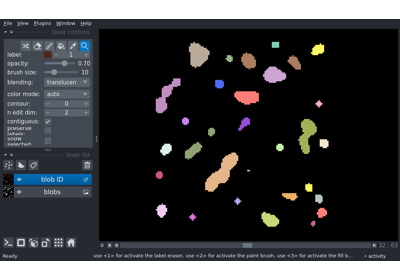 File View Plugins Window Help
layer controls
label: 1
opacity: 0.70
brush size: 10
blending: translucen
color mode: auto
contour: 0
n edit dim: 2
contiguous:
preserve labels:
show selected:
layer list
blob ID
blobs
32 63
Ready use <1> for activate the label eraser, use <2> for activate the paint brush, use <3> for activate the fill b... activity